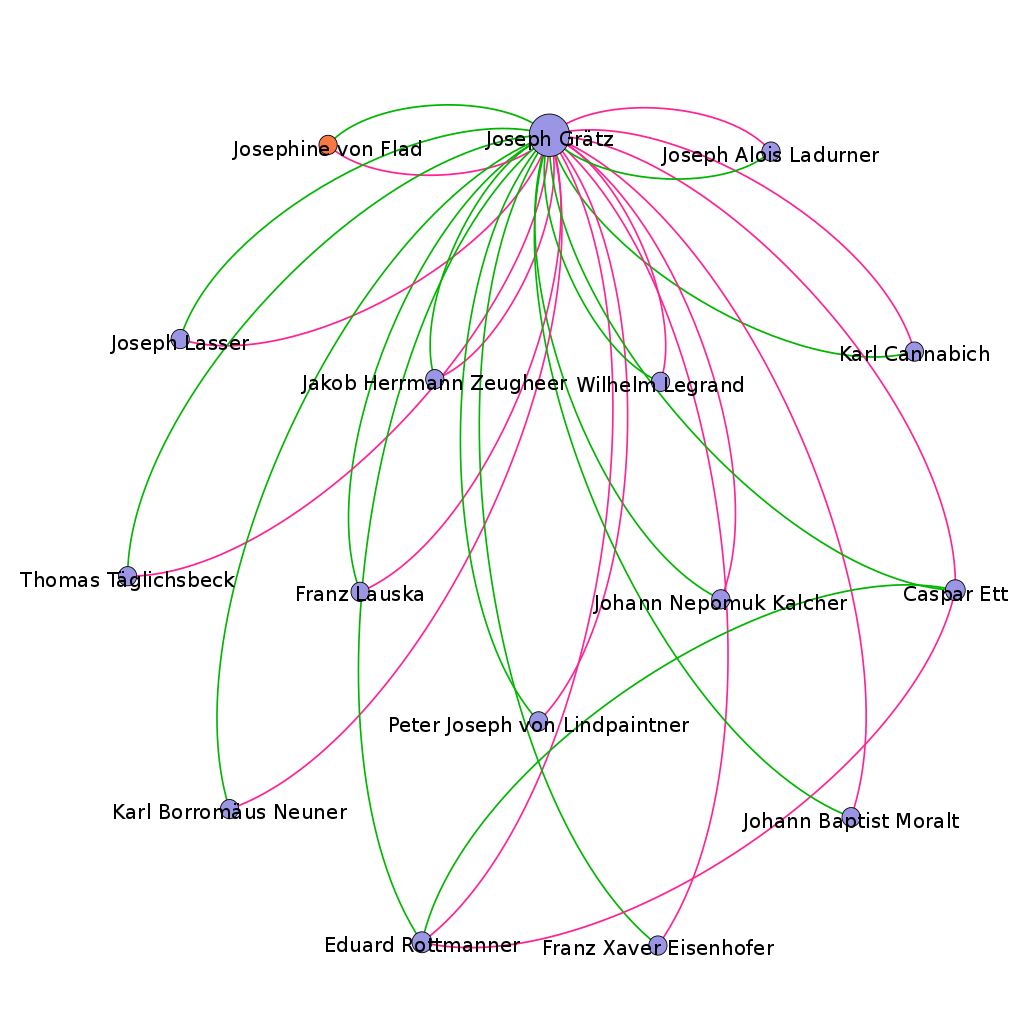 Joseph Grätz
Josephine von Flad
Joseph Alois Ladurner
Joseph Lasser
Karl Cannabich
Jakob Herrmann Zeugheer
Wilhelm Legrand
Thomas Täglichsbeck
Franz Lauska
Johann Nepomuk Kalcher
Caspar Ett
Peter Joseph von Lindpaintner
Karl Borromäus Neuner
Johann Baptist Moralt
Eduard Rottmanner
Franz Xaver Eisenhofer